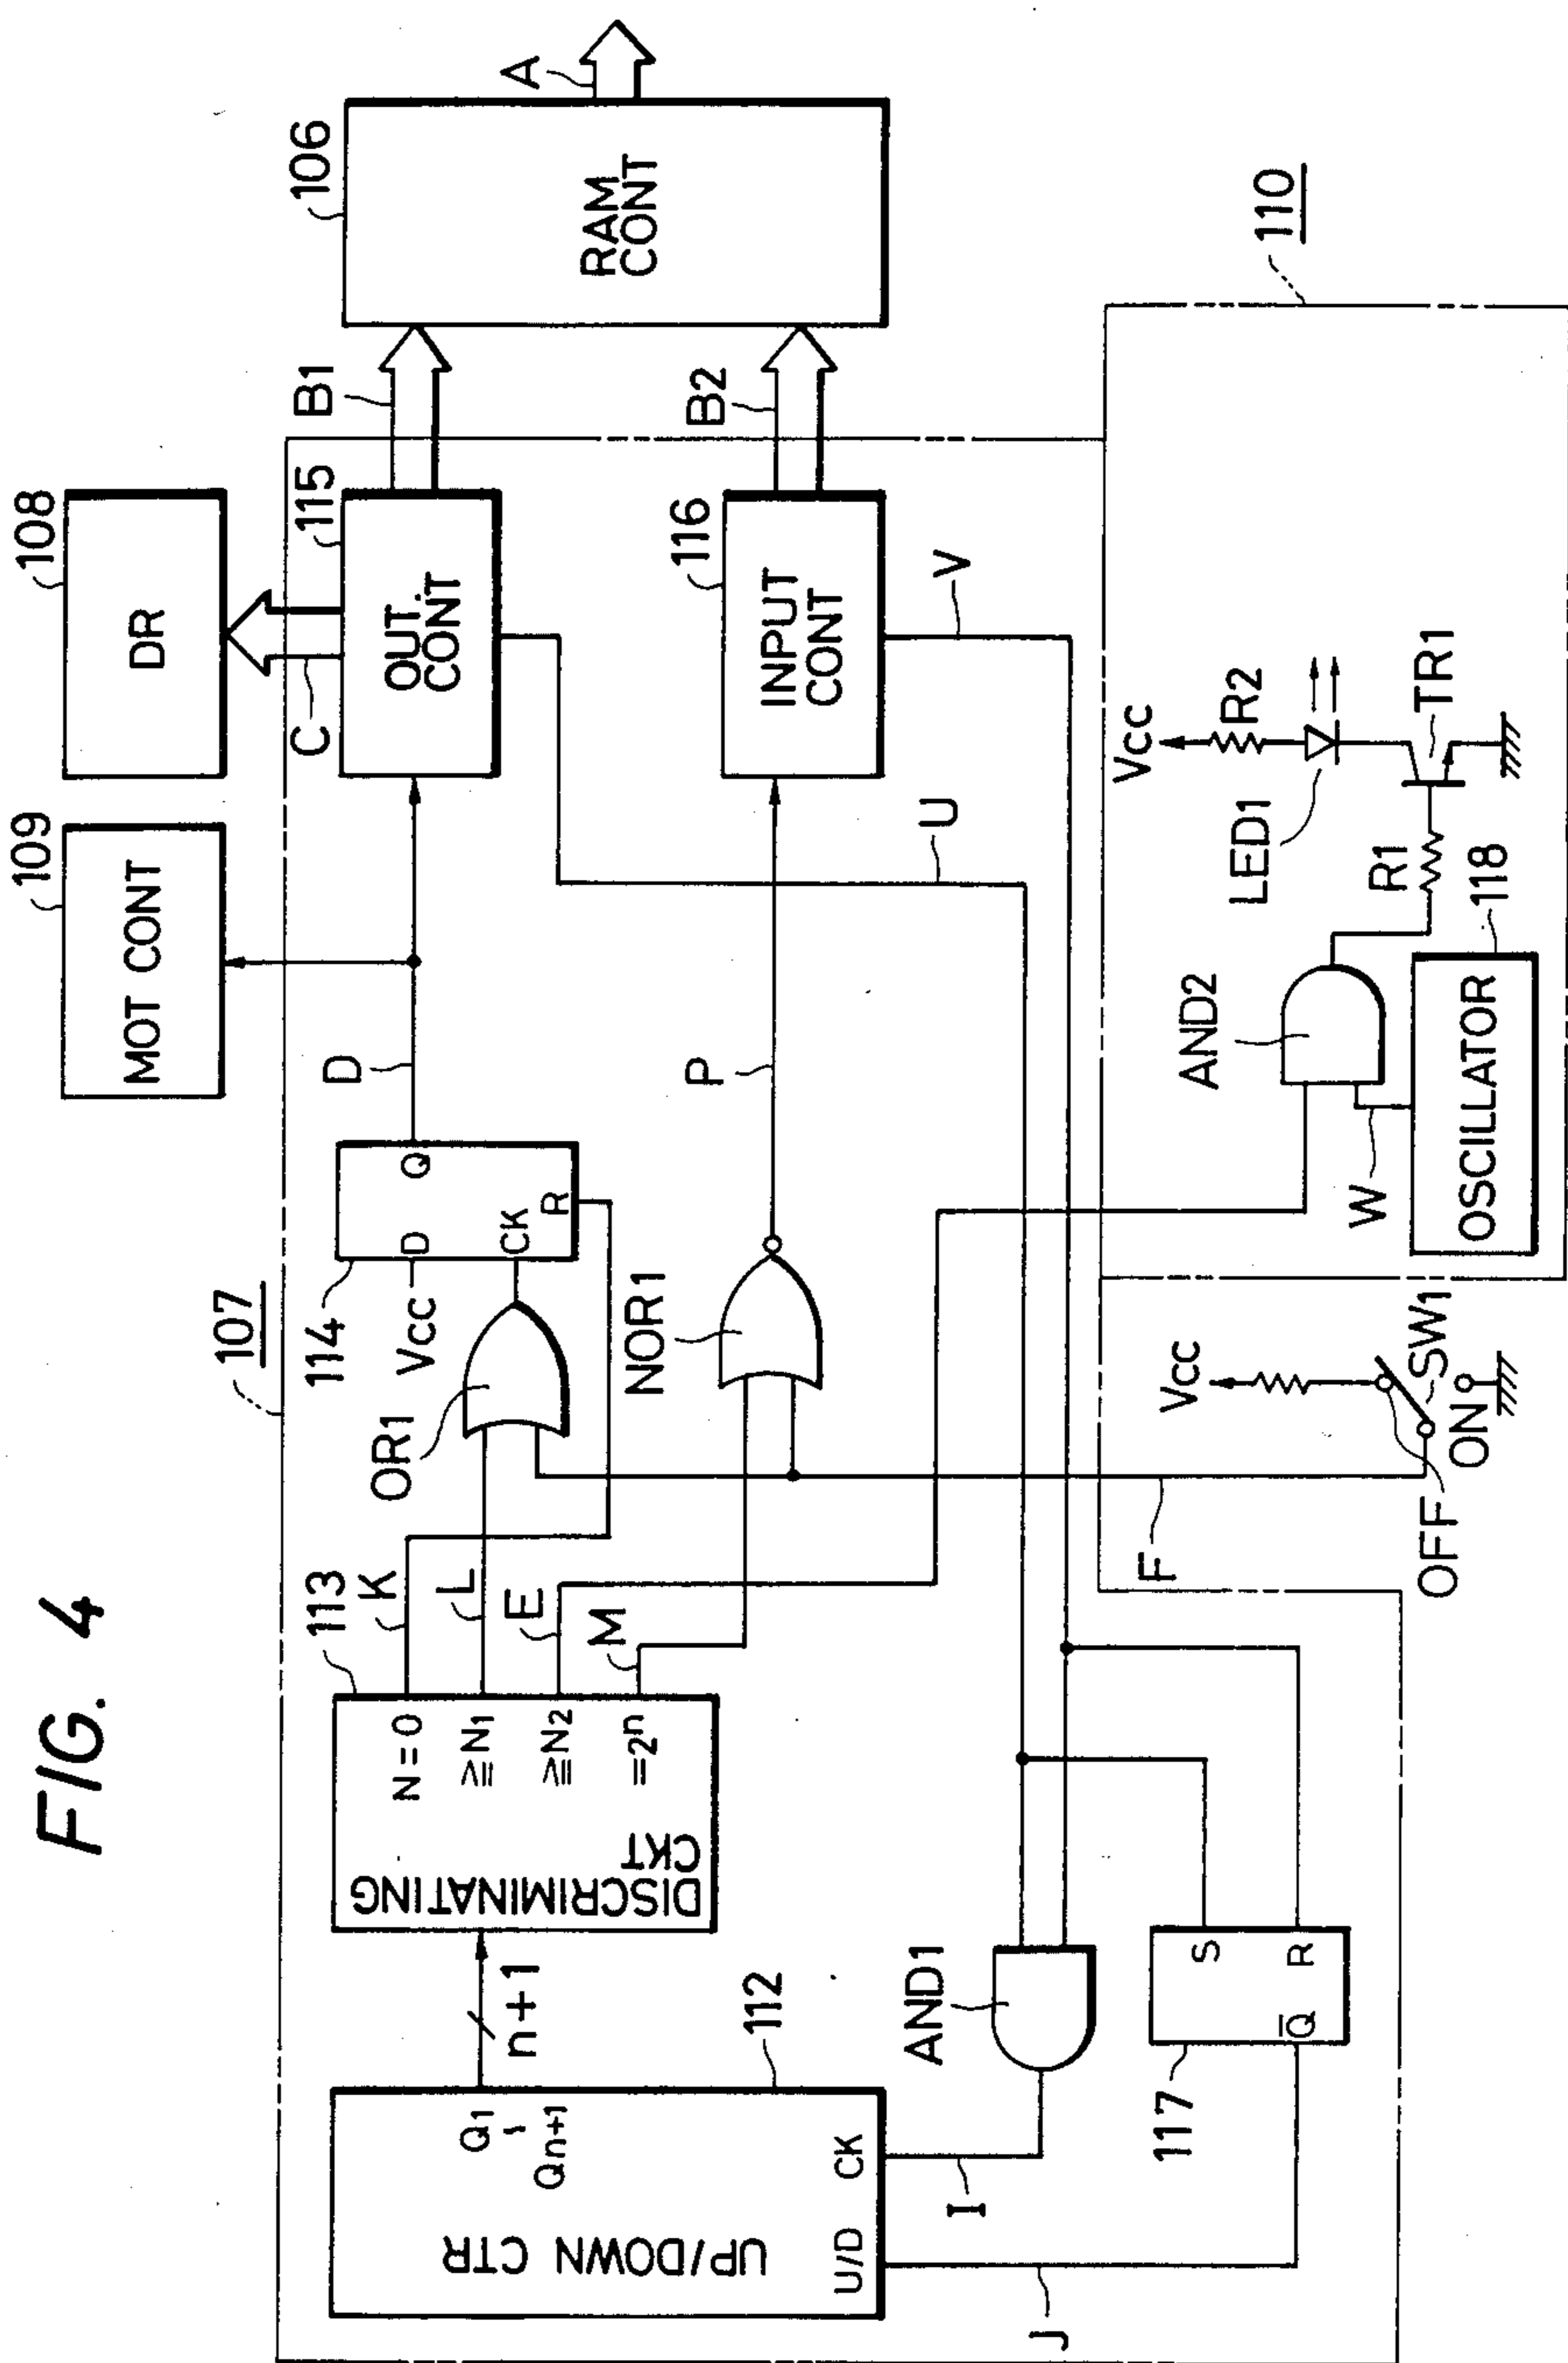 FIG. 4
109
MOT CONT
108
DR
107
114
D
Q
CK
R
Vcc
D
C
115
OUT.
CONT
B1
106
RAM
CONT
A
UP/DOWN CTR
Q1
~
Qn+1
U/D
CK
112
n+1
113
DISCRIMINATING
CKT
N=0
≧N1
≧N2
=2n
K
L
E
M
OR1
NOR1
P
116
INPUT
CONT
B2
U
V
AND1
I
J
117
S
R
Q̄
F
Vcc
OFF
ON
SW1
110
AND2
W
OSCILLATOR
118
R1
LED1
Vcc
R2
TR1